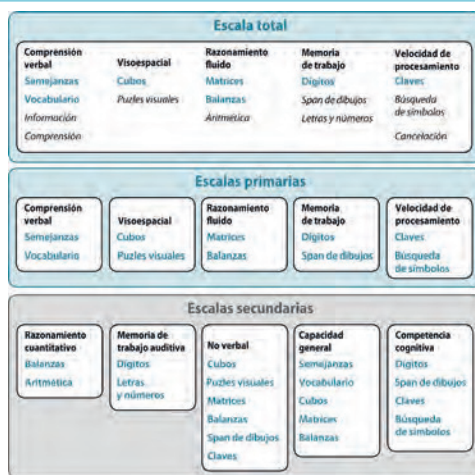 Escala total
Comprensión
verbal
Semejanzas
Vocabulario
Información
Comprensión
Visoespacial
Cubos
Puzles visuales
Razonamiento
fluido
Matrices
Balanzas
Aritmética
Memoria
de trabajo
Dígitos
Span de dibujos
Letras y números
Velocidad de
procesamiento
Claves
Búsqueda
de símbolos
Cancelación
Escalas primarias
Comprensión
verbal
Semejanzas
Vocabulario
Visoespacial
Cubos
Puzles visuales
Razonamiento
fluido
Matrices
Balanzas
Memoria
de trabajo
Dígitos
Span de dibujos
Velocidad de
procesamiento
Claves
Búsqueda
de símbolos
Escalas secundarias
Razonamiento
cuantitativo
Balanzas
Aritmética
Memoria de
trabajo auditiva
Dígitos
Letras
y números
No verbal
Cubos
Puzles visuales
Matrices
Balanzas
Span de dibujos
Claves
Capacidad
general
Semejanzas
Vocabulario
Cubos
Matrices
Balanzas
Competencia
cognitiva
Dígitos
Span de dibujos
Claves
Búsqueda
de símbolos